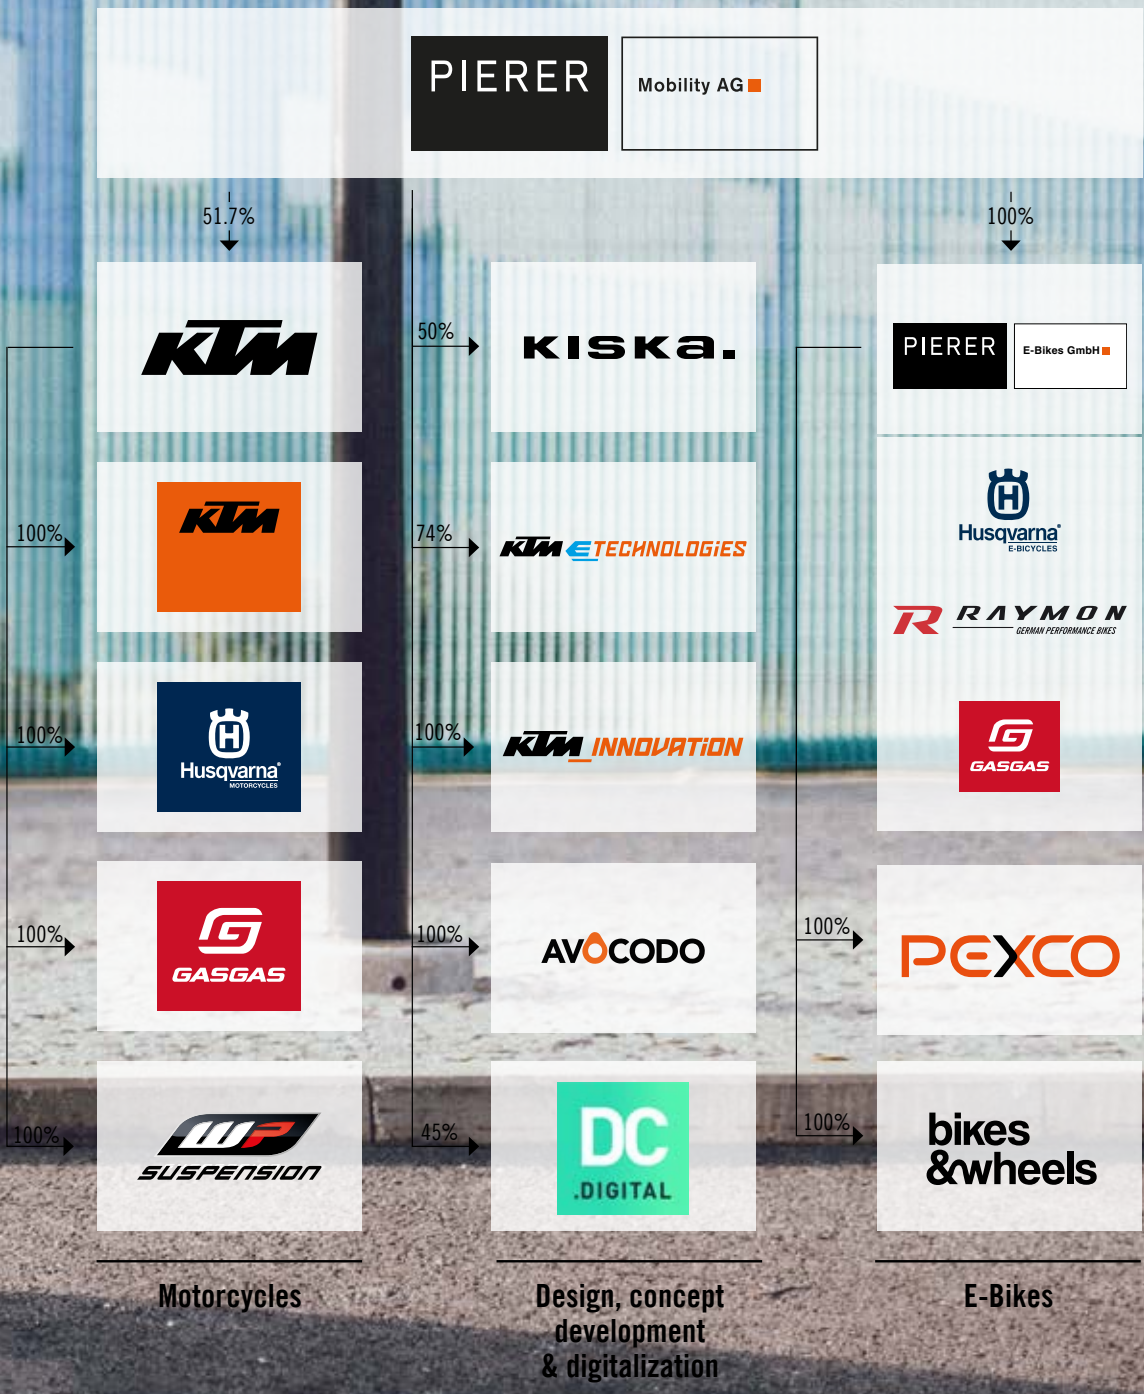 PIERER
Mobility AG
51.7%
100%
KTM
100%
KTM
100%
Husqvarna®
MOTORCYCLES
100%
GASGAS
100%
WP
SUSPENSION
Motorcycles
50%
KISKA.
74%
KTM E TECHNOLOGIES
100%
KTM INNOVATION
100%
AVOCODO
45%
DC
.DIGITAL
Design, concept
development
& digitalization
PIERER
E-Bikes GmbH
Husqvarna®
E-BICYCLES
R RAYMON
GERMAN PERFORMANCE BIKES
GASGAS
100%
PEXCO
100%
bikes
&wheels
E-Bikes